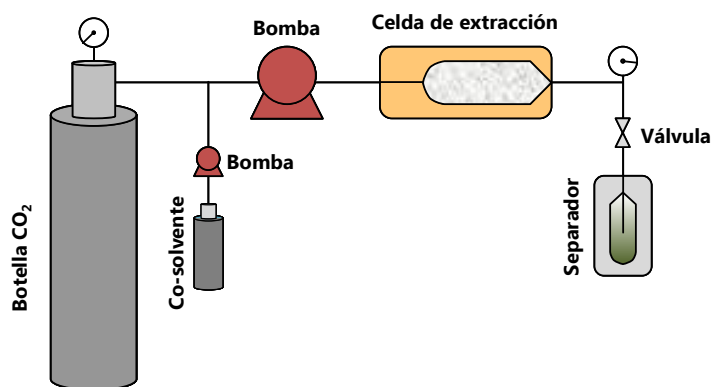 Bomba
Celda de extracción
Válvula
Bomba
Separador
Co-solvente
Botella CO₂